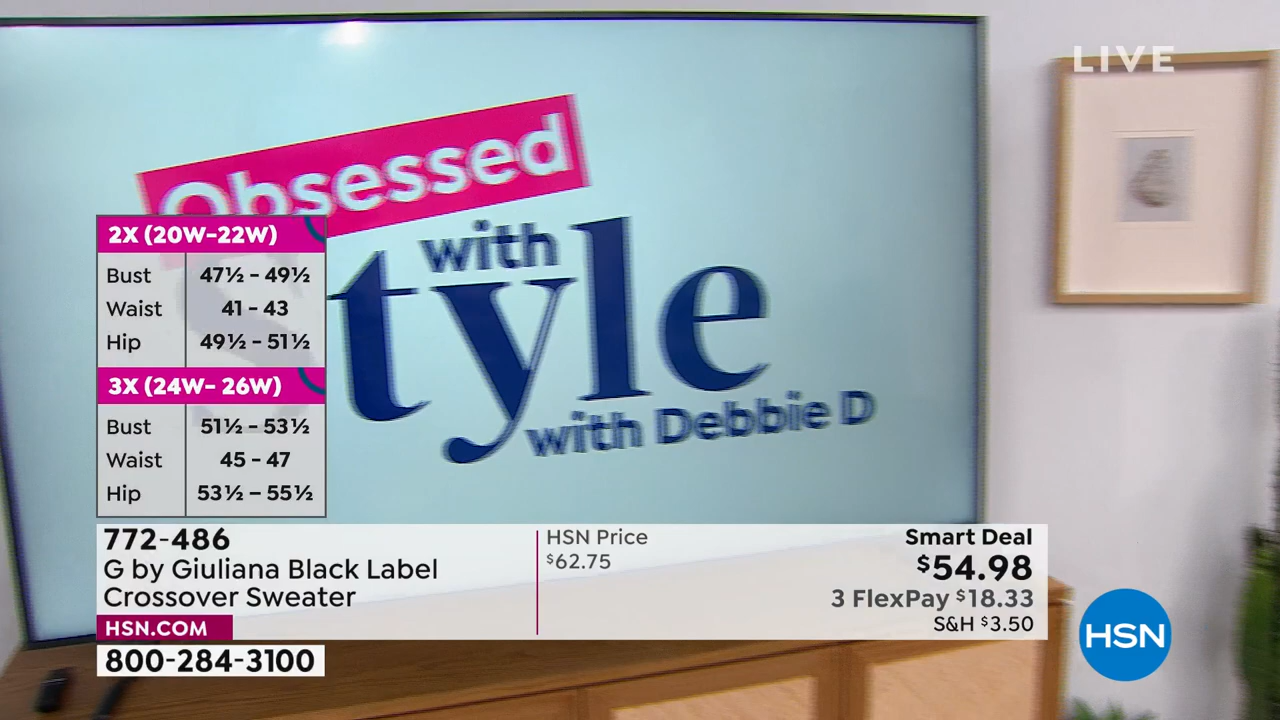 LIVE
Obsessed
with
Style
with Debbie D
2X (20W-22W)
Bust 47½ - 49½
Waist 41 - 43
Hip 49½ - 51½
3X (24W- 26W)
Bust 51½ - 53½
Waist 45 - 47
Hip 53½ - 55½
772-486
G by Giuliana Black Label
Crossover Sweater
HSN.COM
800-284-3100
HSN Price
$62.75
Smart Deal
$54.98
3 FlexPay $18.33
S&H $3.50
HSN